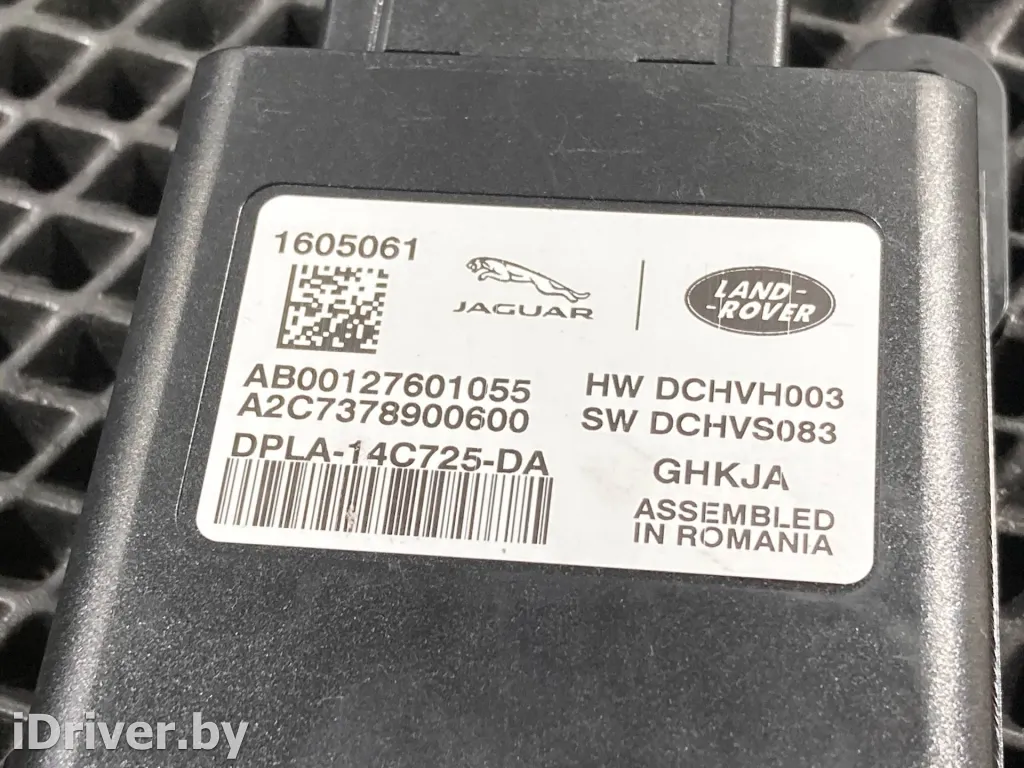 1605061
JAGUAR
LAND-
-ROVER
AB00127601055
A2C7378900600
DPLA-14C725-DA
HW DCHVH003
SW DCHVS083
GHKJA
ASSEMBLED
IN ROMANIA
iDriver.by